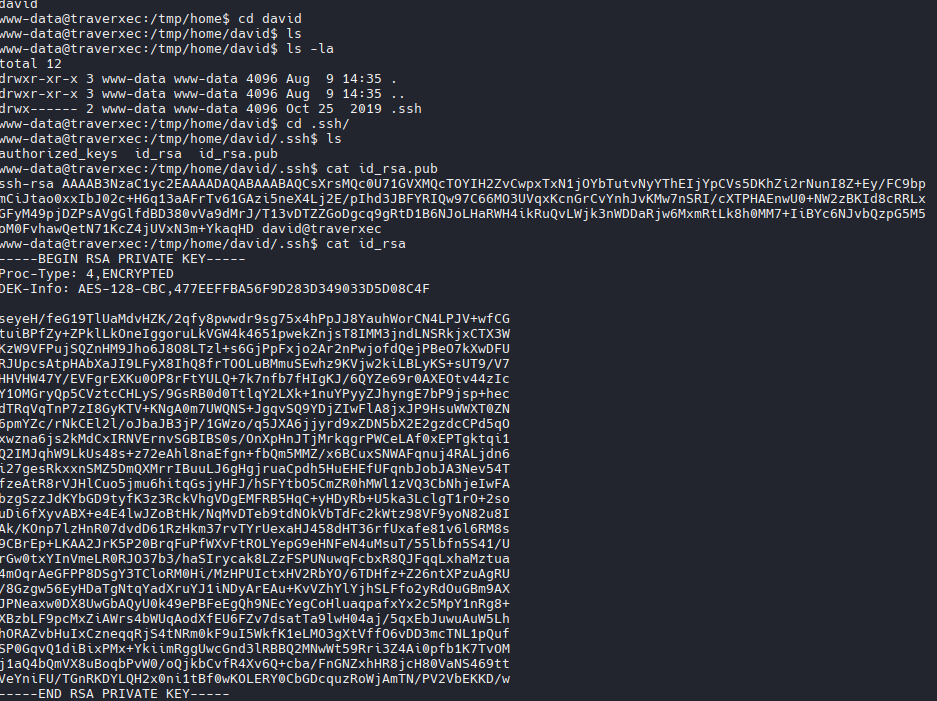 david
www-data@traverxec:/tmp/home$ cd david
www-data@traverxec:/tmp/home/david$ ls
www-data@traverxec:/tmp/home/david$ ls -la
total 12
drwxr-xr-x 3 www-data www-data 4096 Aug  9 14:35 .
drwxr-xr-x 3 www-data www-data 4096 Aug  9 14:35 ..
drwx------ 2 www-data www-data 4096 Oct 25  2019 .ssh
www-data@traverxec:/tmp/home/david$ cd .ssh/
www-data@traverxec:/tmp/home/david/.ssh$ ls
authorized_keys  id_rsa  id_rsa.pub
www-data@traverxec:/tmp/home/david/.ssh$ cat id_rsa.pub
ssh-rsa AAAAB3NzaC1yc2EAAAADAQABAAABAQCsXrsMQc0U71GVXMQcTOYIH2ZvCwpxTxN1jOYbTutvNyYThEIjYpCVs5DKhZi2rNunI8Z+Ey/FC9bp
mCiJtao0xxIbJ02c+H6q13aAFrTv61GAzi5neX4Lj2E/pIhd3JBFYRIQw97C66MO3UVqxKcnGrCvYnhJvKMw7nSRI/cXTPHAEnwU0+NW2zBKId8cRRLx
GFyM49pjDZPsAVgGlfdBD380vVa9dMrJ/T13vDTZZGoDgcq9gRtD1B6NJoLHaRWH4ikRuQvLWjk3nWDDaRjw6MxmRtLk8h0MM7+IiBYc6NJvbQzpG5M5
oM0FvhawQetN71KcZ4jUVxN3m+YkaqHD david@traverxec
www-data@traverxec:/tmp/home/david/.ssh$ cat id_rsa
-----BEGIN RSA PRIVATE KEY-----
Proc-Type: 4,ENCRYPTED
DEK-Info: AES-128-CBC,477EEFFBA56F9D283D349033D5D08C4F

seyeH/feG19TlUaMdvHZK/2qfy8pwwdr9sg75x4hPpJJ8YauhWorCN4LPJV+wfCG
tuiBPfZy+ZPklLkOneIggoruLkVGW4k4651pwekZnjsT8IMM3jndLNSRkjxCTX3W
KzW9VFPujSQZnHM9Jho6J8O8LTzl+s6GjPpFxjo2Ar2nPwjofdQejPBeO7kXwDFU
RJUpcsAtpHAbXaJI9LFyX8IhQ8frTOOLuBMmuSEwhz9KVjw2kiLBLyKS+sUT9/V7
HHVHW47Y/EVFgrEXKu0OP8rFtYULQ+7k7nfb7fHIgKJ/6QYZe69r0AXEOtv44zIc
Y1OMGryQp5CVztcCHLyS/9GsRB0d0TtlqY2LXk+1nuYPyyZJhyngE7bP9jsp+hec
dTRqVqTnP7zI8GyKTV+KNgA0m7UWQNS+JgqvSQ9YDjZIwFlA8jxJP9HsuWWXT0ZN
6pmYZc/rNkCEl2l/oJbaJB3jP/1GWzo/q5JXA6jjyrd9xZDN5bX2E2gzdcCPd5qO
xwzna6js2kMdCxIRNVErnvSGBIBS0s/OnXpHnJTjMrkqgrPWCeLAf0xEPTgktqi1
Q2IMJqhW9LkUs48s+z72eAhl8naEfgn+fbQm5MMZ/x6BCuxSNWAFqnuj4RALjdn6
i27gesRkxxnSMZ5DmQXMrrIBuuLJ6gHgjruaCpdh5HuEHEfUFqnbJobJA3Nev54T
fzeAtR8rVJHlCuo5jmu6hitqGsjyHFJ/hSFYtbO5CmZR0hMWl1zVQ3CbNhjeIwFA
bzgSzzJdKYbGD9tyfK3z3RckVhgVDgEMFRB5HqC+yHDyRb+U5ka3LclgT1rO+2so
uDi6fXyvABX+e4E4lwJZoBtHk/NqMvDTeb9tdNOkVbTdFc2kWtz98VF9yoN82u8I
Ak/KOnp7lzHnR07dvdD61RzHkm37rvTYrUexaHJ458dHT36rfUxafe81v6l6RM8s
9CBrEp+LKAA2JrK5P20BrqFuPfWXvFtROLYepG9eHNFeN4uMsuT/55lbfn5S41/U
rGw0txYInVmeLR0RJO37b3/haSIrycak8LZzFSPUNuwqFcbxR8QJFqqLxhaMztua
4mOqrAeGFPP8DSgY3TCloRM0Hi/MzHPUIctxHV2RbYO/6TDHfz+Z26ntXPzuAgRU
/8Gzgw56EyHDaTgNtqYadXruYJ1iNDyArEAu+KvVZhYlYjhSLFfo2yRdOuGBm9AX
JPNeaxw0DX8UwGbAQyU0k49ePBFeEgQh9NEcYegCoHluaqpafxYx2c5MpY1nRg8+
XBzbLF9pcMxZiAWrs4bWUqAodXfEU6FZv7dsatTa9lwH04aj/5qxEbJuwuAuW5Lh
hORAZvbHuIxCzneqqRjS4tNRm0kF9uI5WkfK1eLMO3gXtVffO6vDD3mcTNL1pQuf
SP0GqvQ1diBixPMx+YkiimRggUwcGnd3lRBBQ2MNwWt59Rri3Z4Ai0pfb1K7TvOM
j1aQ4bQmVX8uBoqbPvW0/oQjkbCvfR4Xv6Q+cba/FnGNZxhHR8jcH80VaNS469tt
VeYniFU/TGnRKDYLQH2x0ni1tBf0wKOLERY0CbGDcquzRoWjAmTN/PV2VbEKKD/w
-----END RSA PRIVATE KEY-----